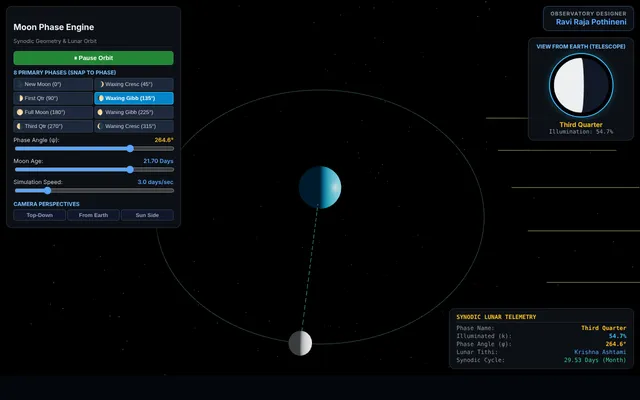 Moon Phase Engine
Synodic Geometry & Lunar Orbit
⏸ Pause Orbit
8 PRIMARY PHASES (SNAP TO PHASE)
New Moon (0°)
Waxing Cresc (45°)
First Qtr (90°)
Waxing Gibb (135°)
Full Moon (180°)
Waning Gibb (225°)
Third Qtr (270°)
Waning Cresc (315°)
Phase Angle (φ): 264.6°
Moon Age: 21.70 Days
Simulation Speed: 3.0 days/sec
CAMERA PERSPECTIVES
Top-Down From Earth Sun Side
OBSERVATORY DESIGNER
Ravi Raja Pothineni
VIEW FROM EARTH (TELESCOPE)
Third Quarter
Illumination: 54.7%
SYNODIC LUNAR TELEMETRY
Phase Name: Third Quarter
Illuminated (k): 54.7%
Phase Angle (φ): 264.6°
Lunar Tithi: Krishna Ashtami
Synodic Cycle: 29.53 Days (Month)